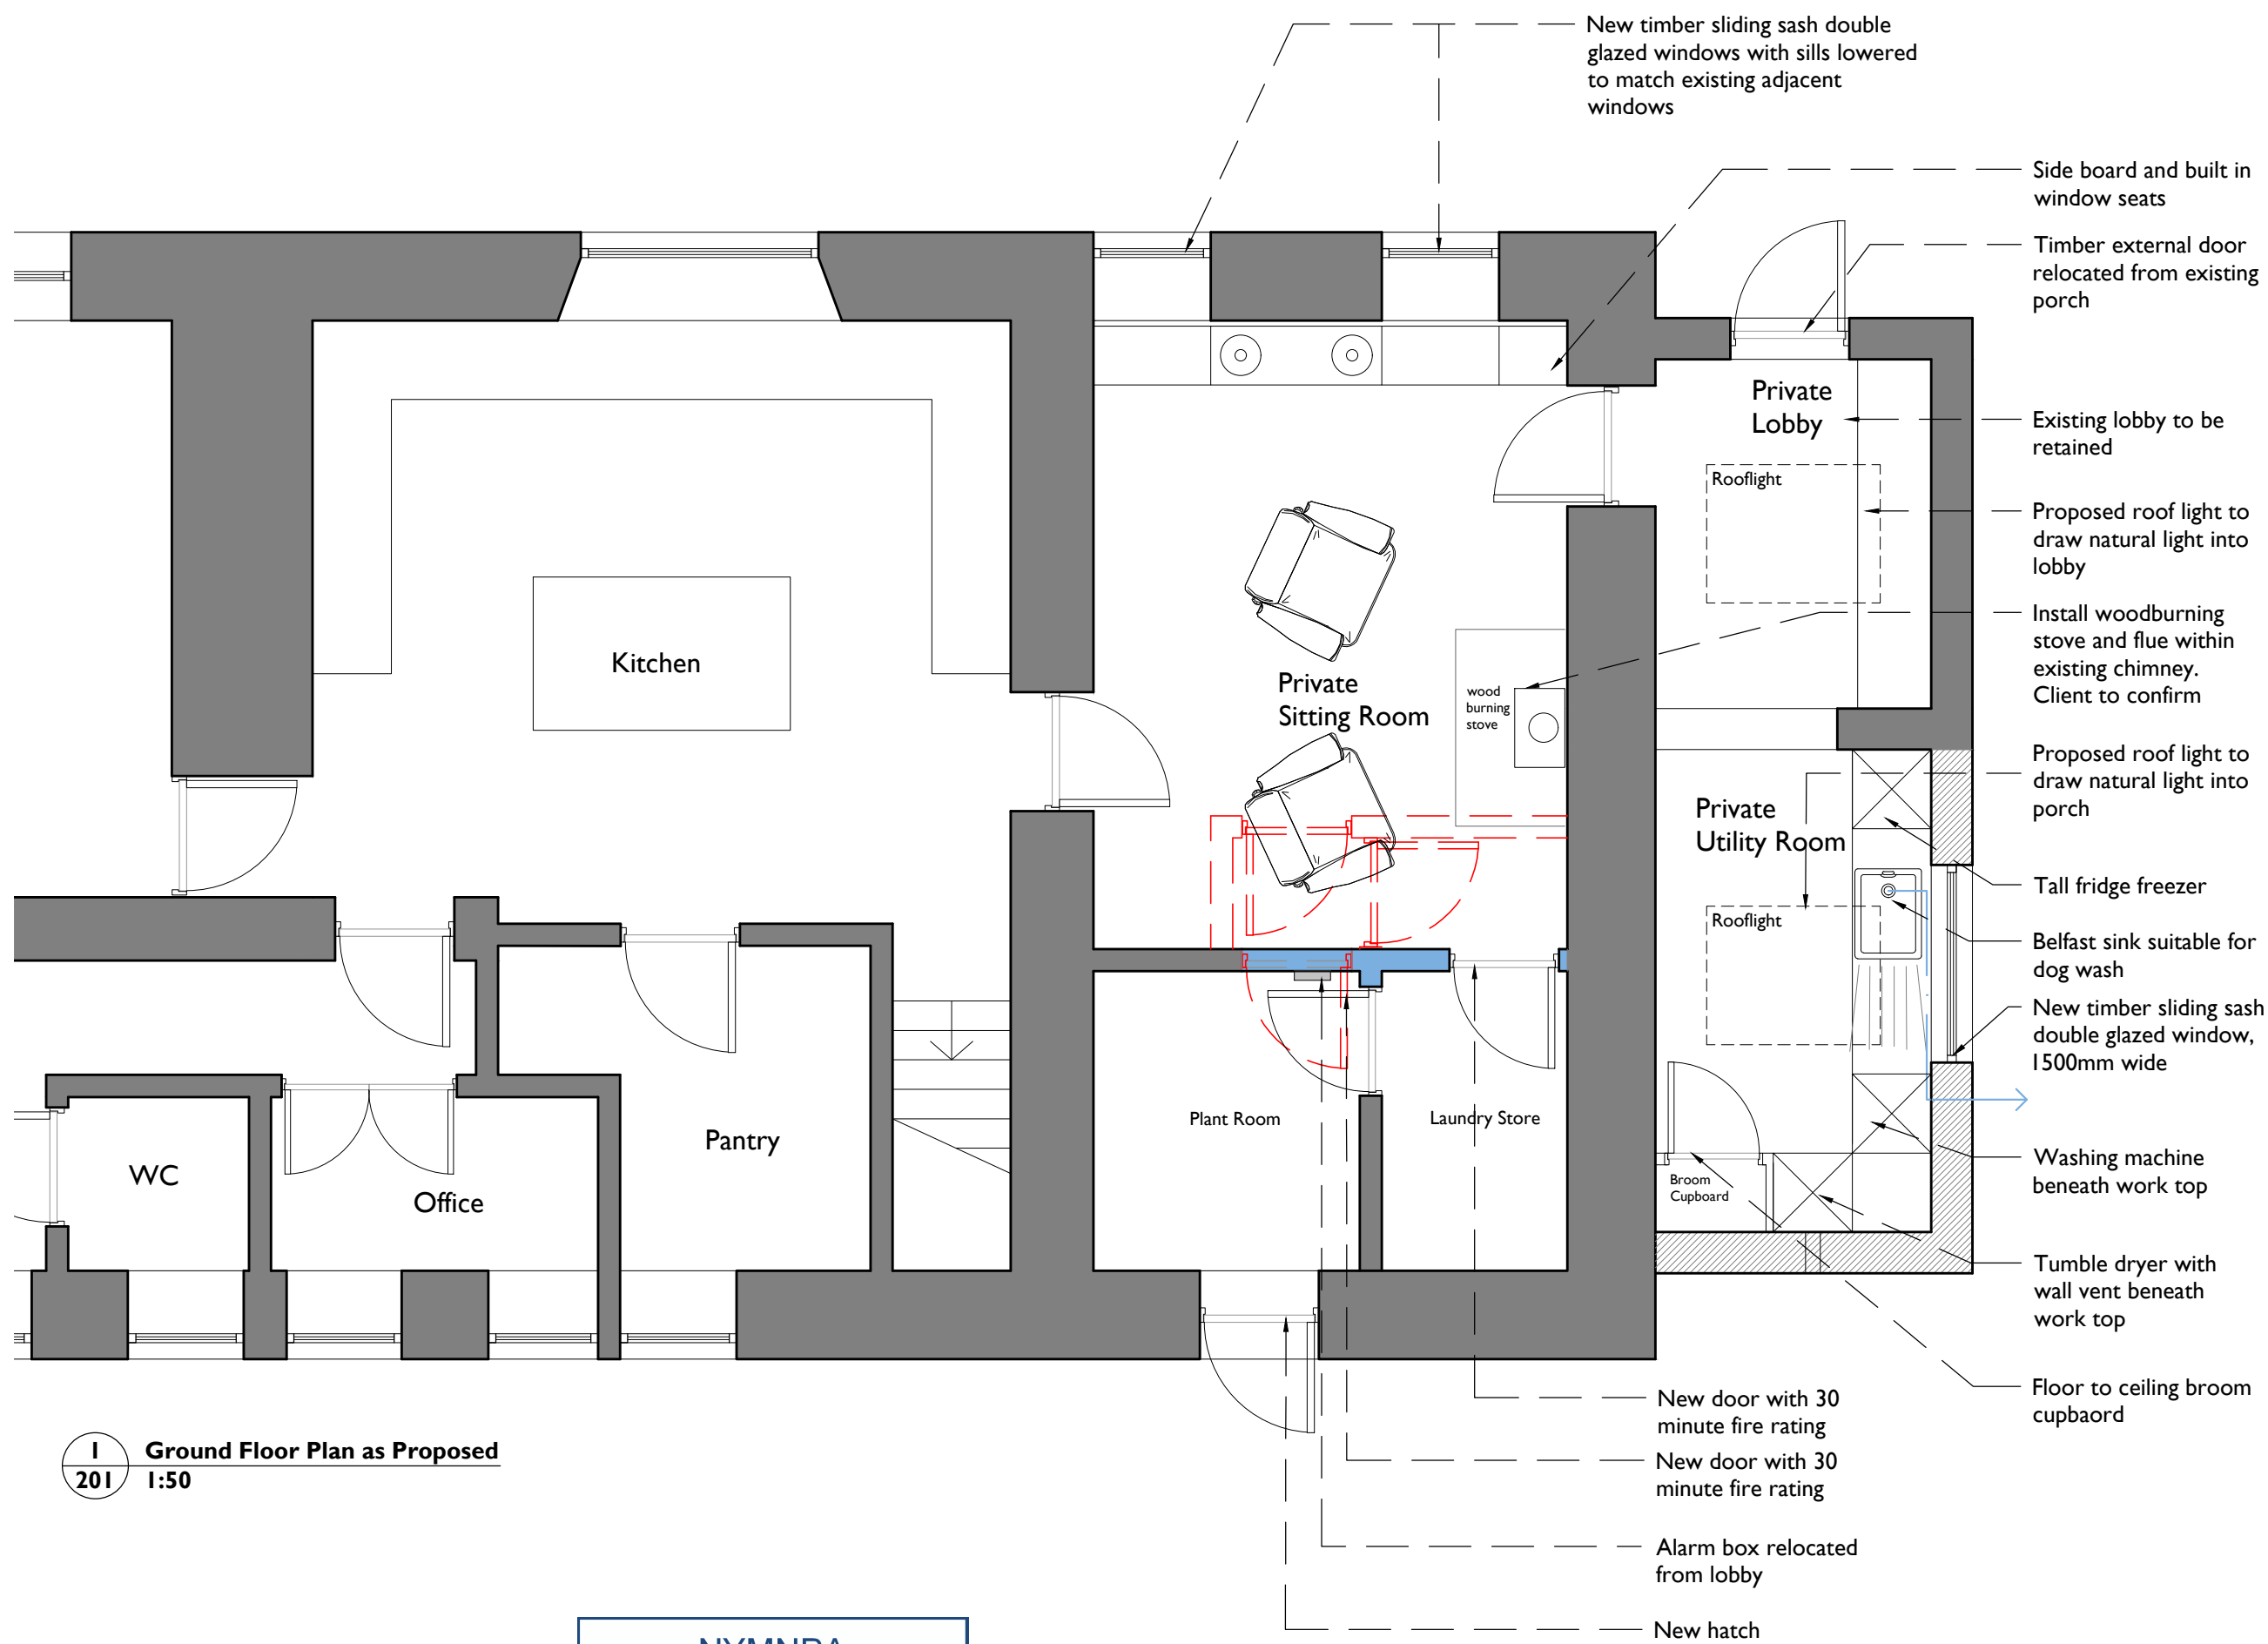 New timber sliding sash double
glazed windows with sills lowered
to match existing adjacent
windows
Side board and built in
window seats
Timber external door
relocated from existing
porch
Private
Lobby
Existing lobby to be
retained
Rooflight
Proposed roof light to
draw natural light into
lobby
Install woodburning
stove and flue within
existing chimney.
Client to confirm
Kitchen
Private
Sitting Room
wood
burning
stove
Proposed roof light to
draw natural light into
porch
Private
Utility Room
Tall fridge freezer
Rooflight
Belfast sink suitable for
dog wash
New timber sliding sash
double glazed window,
1500mm wide
Plant Room
Laundry Store
Pantry
WC
Office
Broom
Cupboard
Washing machine
beneath work top
Tumble dryer with
wall vent beneath
work top
Floor to ceiling broom
cupbaord
New door with 30
minute fire rating
New door with 30
minute fire rating
Alarm box relocated
from lobby
New hatch
1
201
Ground Floor Plan as Proposed
1:50
NYMNPA